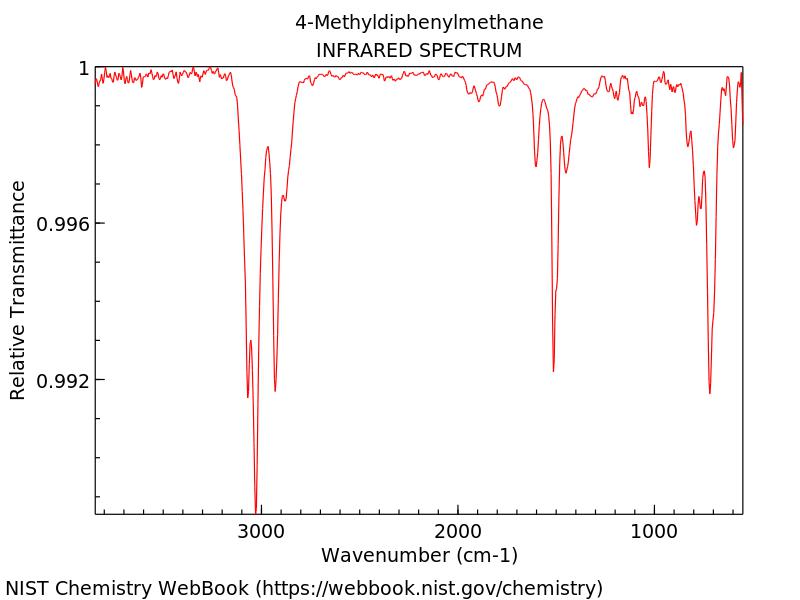 4-Methyldiphenylmethane
INFRARED SPECTRUM
1
0.996
0.992
Relative Transmittance
3000 2000 1000
Wavenumber (cm-1)
NIST Chemistry WebBook (https://webbook.nist.gov/chemistry)